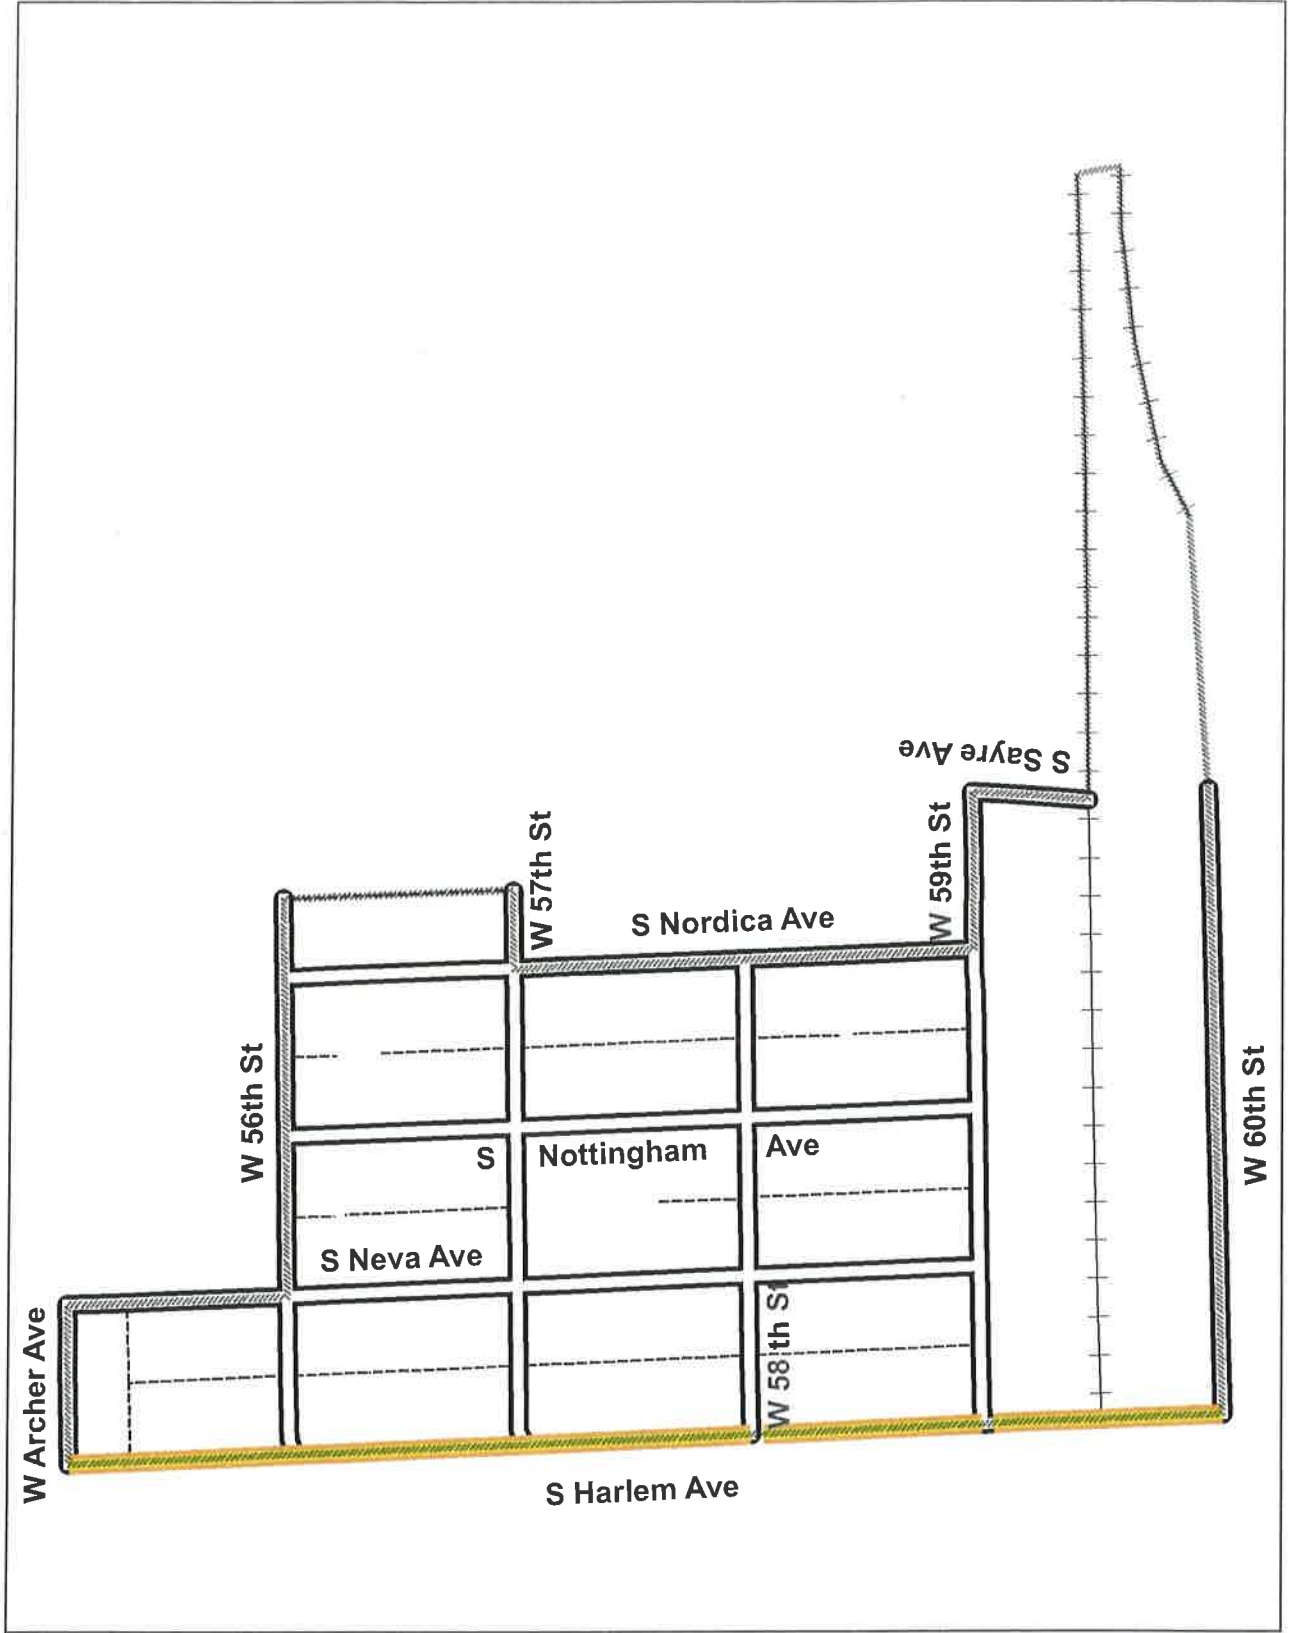 S Sayre Ave
W 57th St
W 59th St
S Nordica Ave
W 56th St
W 60th St
S Nottingham Ave
S Neva Ave
W 58th St
W Archer Ave
S Harlem Ave